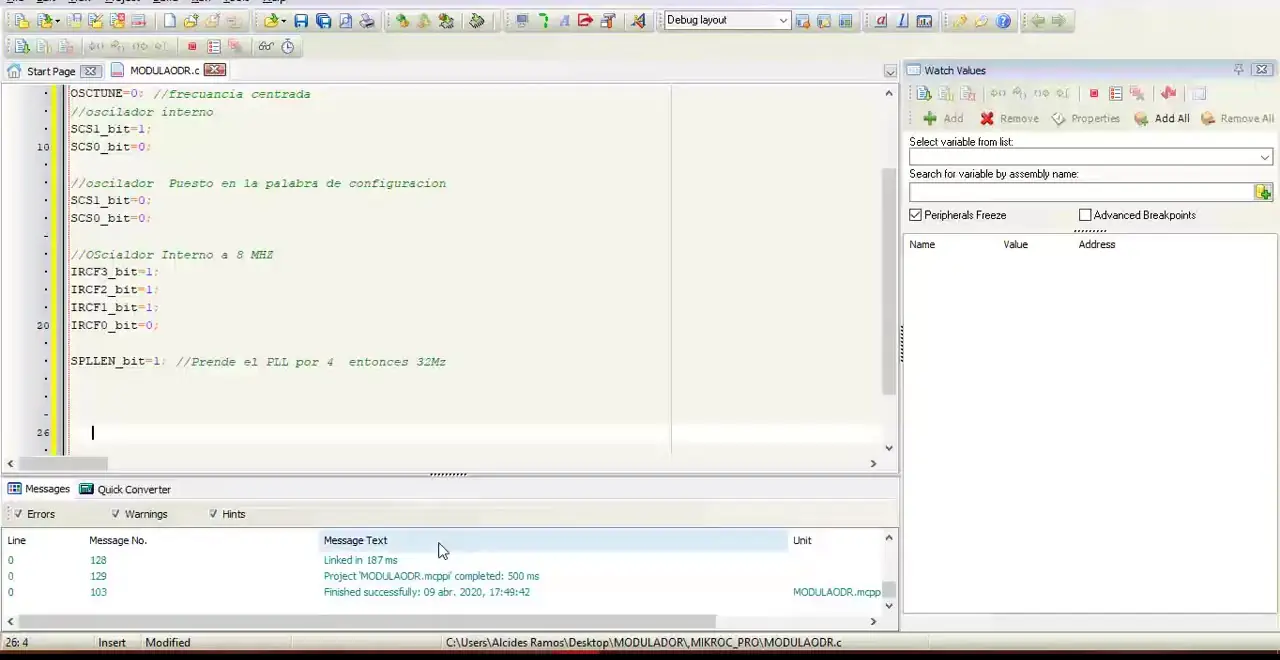 Debug layout
Start Page
MODULAODR.c
OSCTUNE=0; //frecuancia centrada
//oscilador interno
SCS1_bit=1;
10 SCS0_bit=0;
//oscilador  Puesto en la palabra de configuracion
SCS1_bit=0;
SCS0_bit=0;
//OScialdor Interno a 8 MHZ
IRCF3_bit=1;
IRCF2_bit=1;
IRCF1_bit=1;
20 IRCF0_bit=0;
SPLLEN_bit=1; //Prende el PLL por 4  entonces 32Mz
26
Watch Values
Add Remove Properties Add All Remove All
Select variable from list:
Search for variable by assembly name:
Peripherals Freeze Advanced Breakpoints
Name Value Address
Messages Quick Converter
Errors Warnings Hints
Line Message No. Message Text Unit
0 128 Linked in 187 ms
0 129 Project 'MODULAODR.mcppi' completed: 500 ms
0 103 Finished successfully: 09 abr. 2020, 17:49:42 MODULAODR.mcpp
26: 4 Insert Modified C:\Users\Alcides Ramos\Desktop\MODULADOR\,MIKROC_PRO\MODULAODR.c